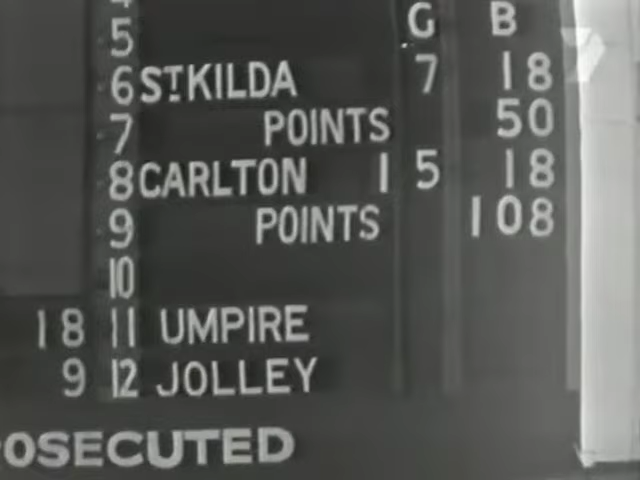 G B
5
6 ST KILDA 7 18
7 POINTS 50
8 CARLTON 15 18
9 POINTS 108
10
18 11 UMPIRE
9 12 JOLLEY
OSECUTED